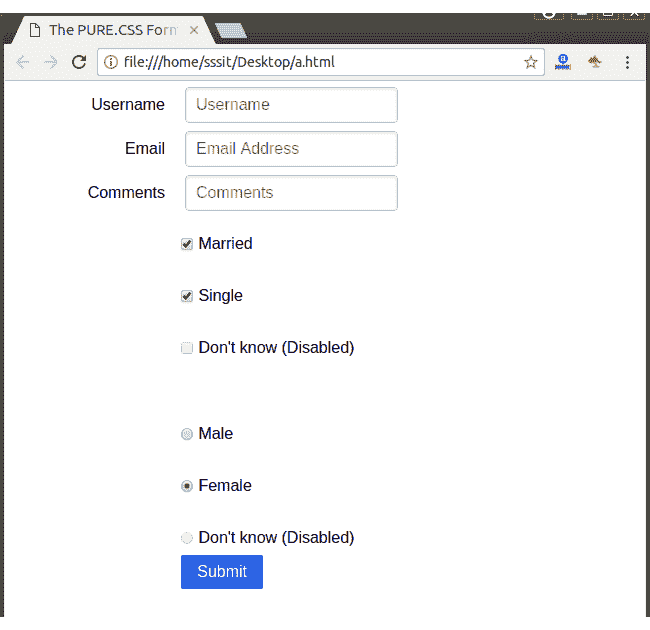 The PURE.CSS Form
file:///home/sssit/Desktop/a.html
Username Username
Email Email Address
Comments Comments
Married
Single
Don't know (Disabled)
Male
Female
Don't know (Disabled)
Submit